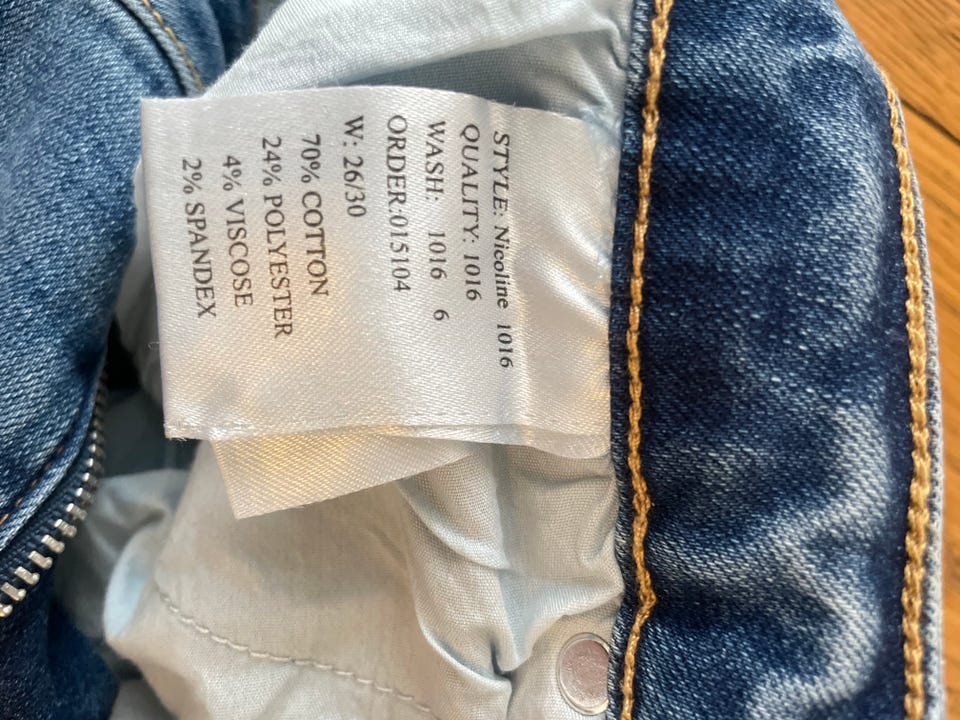 STYLE: Nicoline 1016
QUALITY: 1016
WASH: 1016 6
ORDER:015104
W: 26/30
70% COTTON
24% POLYESTER
4% VISCOSE
2% SPANDEX